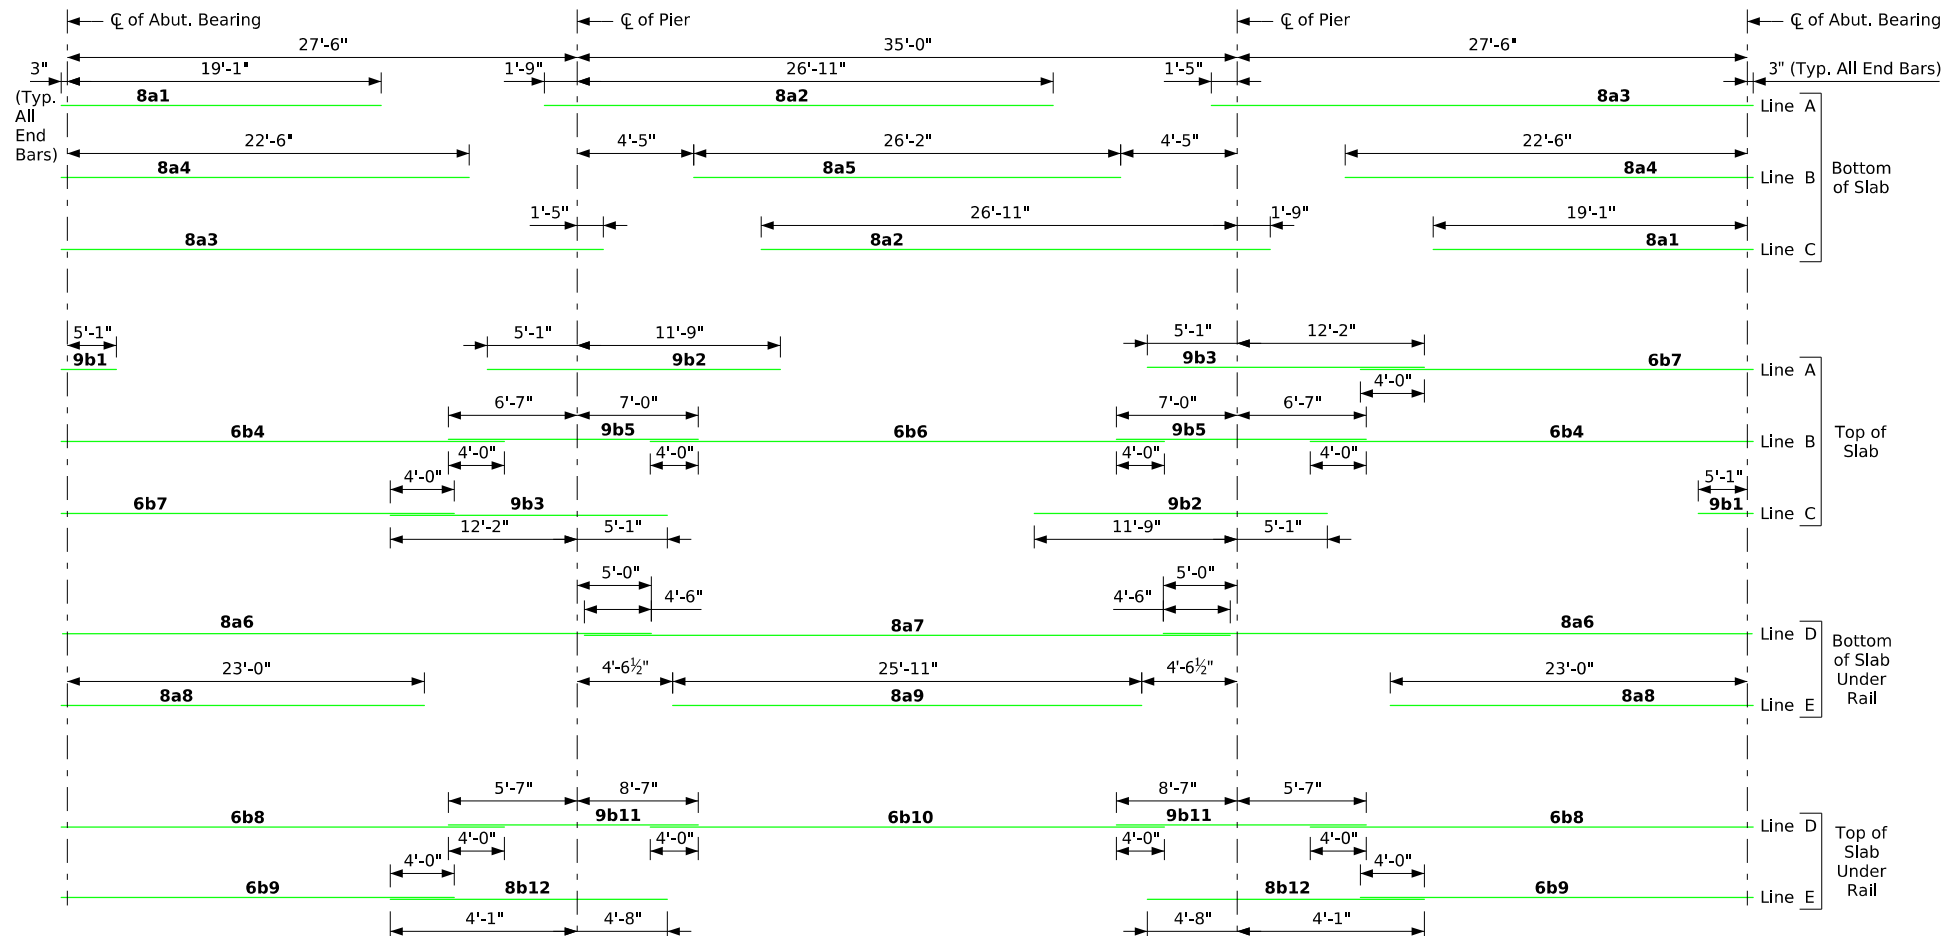 ℄ of Abut. Bearing
℄ of Pier
℄ of Pier
℄ of Abut. Bearing
27'-6"
35'-0"
27'-6"
3"
19'-1"
1'-9"
26'-11"
1'-5"
3" (Typ. All End Bars)
(Typ.
All
End
Bars)
8a1
8a2
8a3
Line A
22'-6"
4'-5"
26'-2"
4'-5"
22'-6"
8a4
8a5
8a4
Line B
Bottom
of Slab
1'-5"
26'-11"
1'-9"
19'-1"
8a3
8a2
8a1
Line C
5'-1"
5'-1"
11'-9"
5'-1"
12'-2"
9b1
9b2
9b3
6b7
Line A
4'-0"
6'-7"
7'-0"
7'-0"
6'-7"
6b4
9b5
6b6
9b5
6b4
Line B
Top of
Slab
4'-0"
4'-0"
4'-0"
4'-0"
4'-0"
5'-1"
6b7
9b3
9b2
9b1
Line C
12'-2"
5'-1"
11'-9"
5'-1"
5'-0"
5'-0"
4'-6"
4'-6"
8a6
8a7
8a6
Line D
Bottom
of Slab
Under
Rail
23'-0"
4'-6½"
25'-11"
4'-6½"
23'-0"
8a8
8a9
8a8
Line E
5'-7"
8'-7"
8'-7"
5'-7"
6b8
9b11
6b10
9b11
6b8
Line D
Top of
Slab
Under
Rail
4'-0"
4'-0"
4'-0"
4'-0"
4'-0"
4'-0"
6b9
8b12
8b12
6b9
Line E
4'-1"
4'-8"
4'-8"
4'-1"